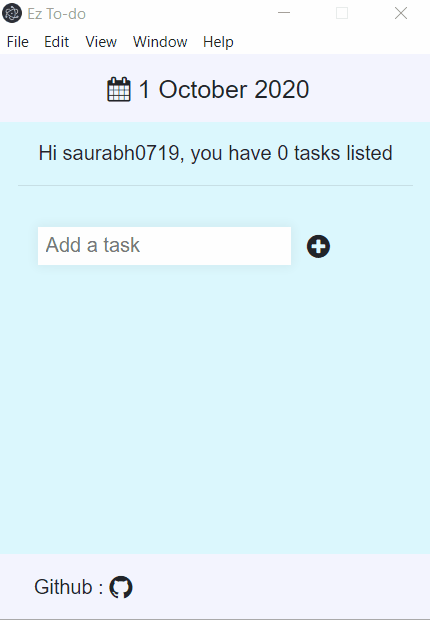 Ez To-do
File Edit View Window Help
1 October 2020
Hi saurabh0719, you have 0 tasks listed
Add a task
Github :